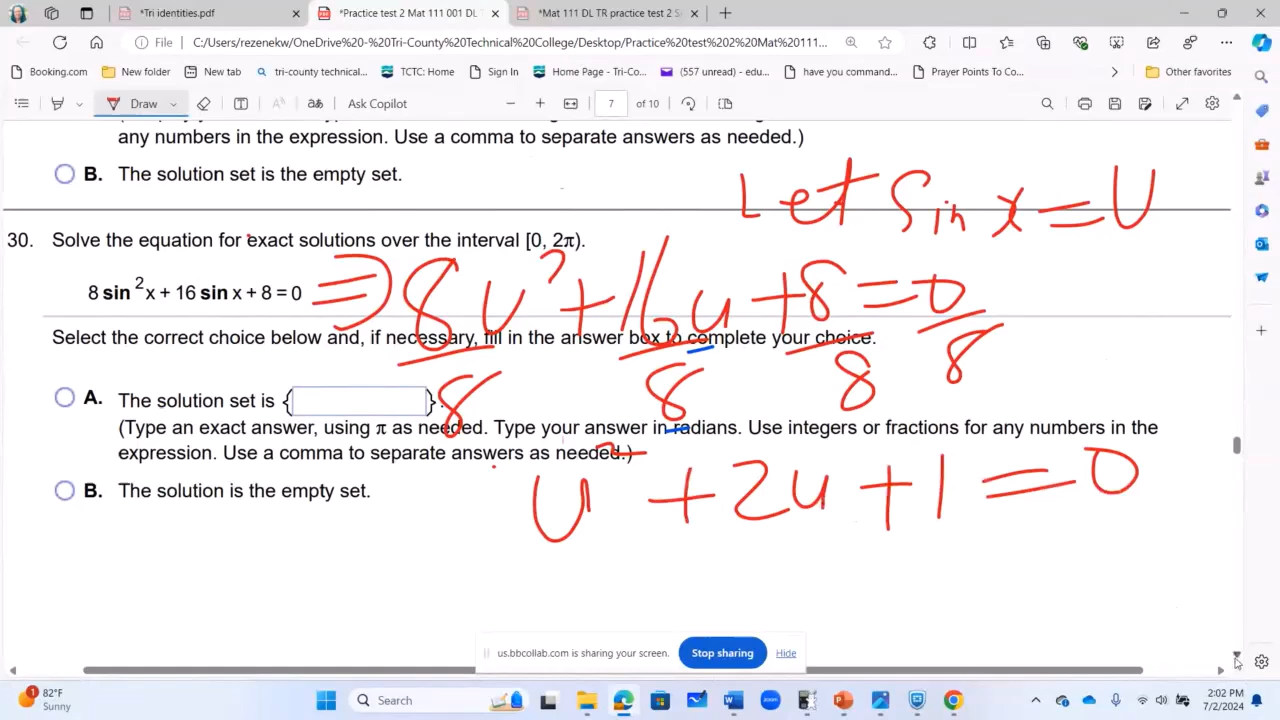 *Tri identities.pdf
*Practice test 2 Mat 111 001 DL T
*Mat 111 DL TR practice test 2 S
File C:/Users/rezenekw/OneDrive%20-%20Tri-County%20Technical%20College/Desktop/Practice%20test%202%20Mat%20111...
Booking.com New folder New tab tri-county technical... TCTC: Home Sign In Home Page - Tri-Co... (557 unread) - edu... have you command... Prayer Points To Co... Other favorites
Draw Ask Copilot 7 of 10
any numbers in the expression. Use a comma to separate answers as needed.)
B. The solution set is the empty set.
Let sin x = U
30. Solve the equation for exact solutions over the interval [0, 2π).
8 sin ²x + 16 sin x + 8 = 0
⇒ 8u² + 16u + 8 = 0
8 8 8 8
Select the correct choice below and, if necessary, fill in the answer box to complete your choice.
A. The solution set is { }.
(Type an exact answer, using π as needed. Type your answer in radians. Use integers or fractions for any numbers in the
expression. Use a comma to separate answers as needed.)
u² + 2u + 1 = 0
B. The solution is the empty set.
us.bbcollab.com is sharing your screen. Stop sharing Hide
82°F
Sunny
1
Search
2:02 PM
7/2/2024